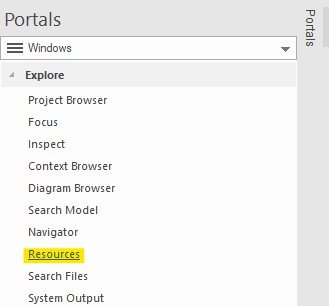 Portals
Windows
Explore
Project Browser
Focus
Inspect
Context Browser
Diagram Browser
Search Model
Navigator
Resources
Search Files
System Output
Portals